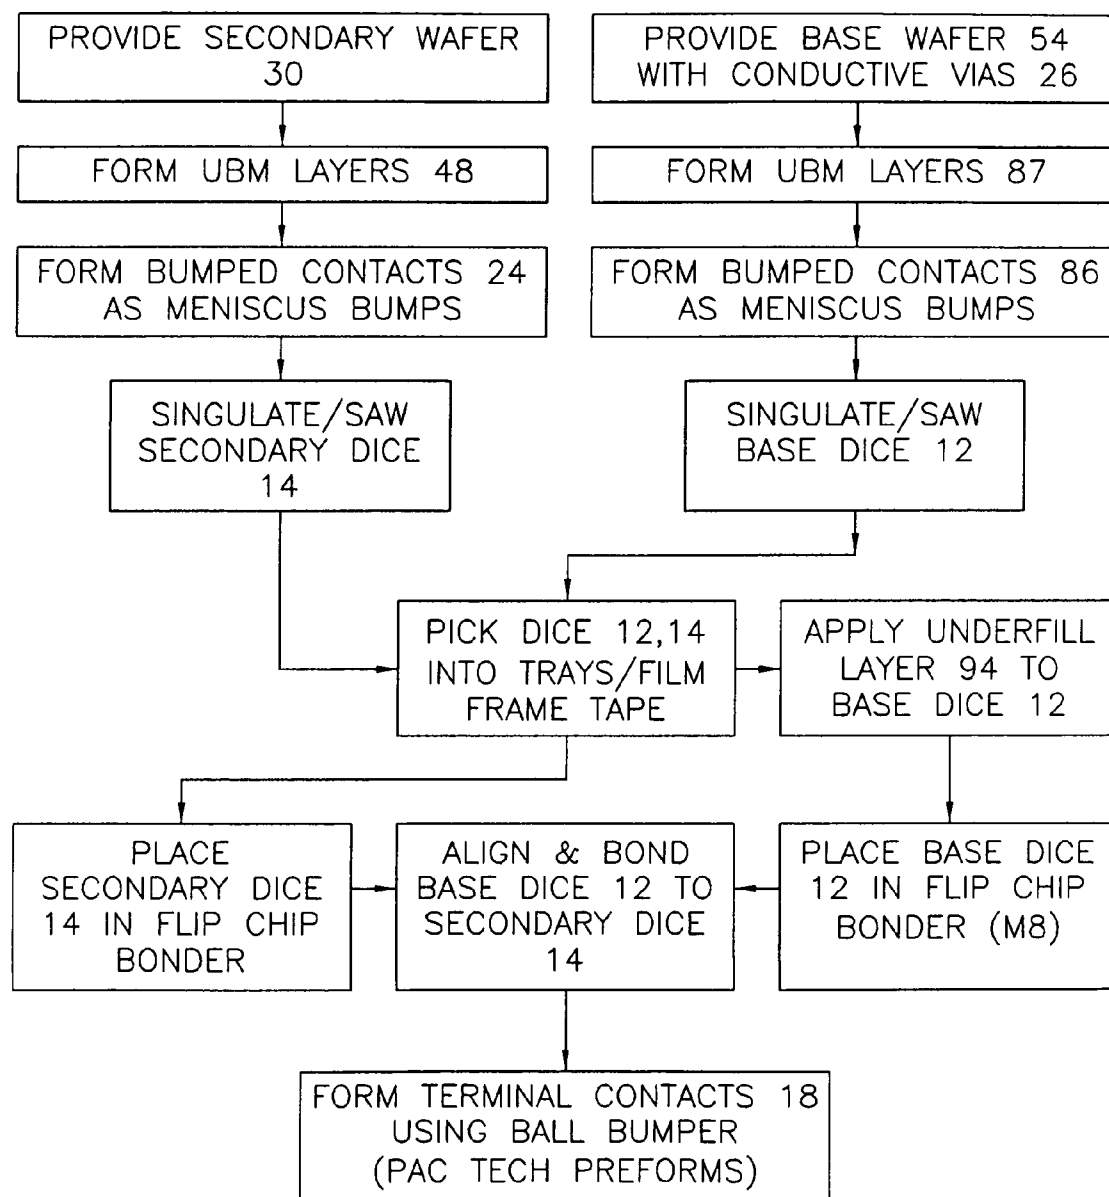 PROVIDE SECONDARY WAFER
30
PROVIDE BASE WAFER 54
WITH CONDUCTIVE VIAS 26
FORM UBM LAYERS 48
FORM UBM LAYERS 87
FORM BUMPED CONTACTS 24
AS MENISCUS BUMPS
FORM BUMPED CONTACTS 86
AS MENISCUS BUMPS
SINGULATE/SAW
SECONDARY DICE
14
SINGULATE/SAW
BASE DICE 12
PICK DICE 12,14
INTO TRAYS/FILM
FRAME TAPE
APPLY UNDERFILL
LAYER 94 TO
BASE DICE 12
PLACE
SECONDARY DICE
14 IN FLIP CHIP
BONDER
ALIGN & BOND
BASE DICE 12 TO
SECONDARY DICE
14
PLACE BASE DICE
12 IN FLIP CHIP
BONDER (M8)
FORM TERMINAL CONTACTS 18
USING BALL BUMPER
(PAC TECH PREFORMS)